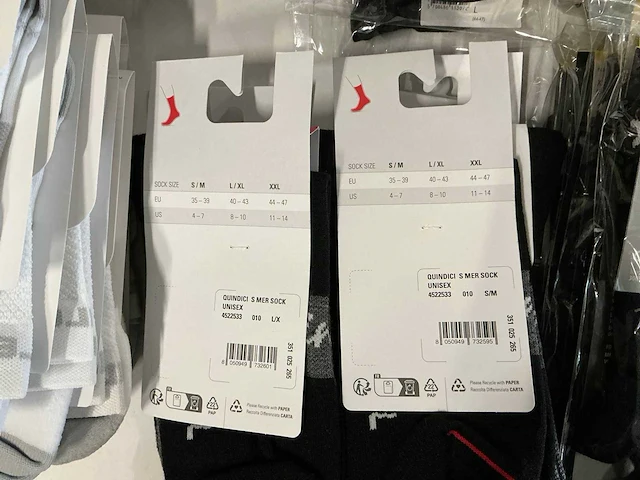 L
SOCK SIZE S / M L / XL XXL
EU 35 – 39 40 – 43 44 – 47
US 4 – 7 8 – 10 11 – 14
QUINDICI S MER SOCK
UNISEX
4522533 010 L/X
8 050949 732601
351 025 265
PAP
Please Recycle with PAPER
Raccolta Differenziata CARTA
SOCK SIZE S / M L / XL XXL
EU 35 – 39 40 – 43 44 – 47
US 4 – 7 8 – 10 11 – 14
QUINDICI S MER SOCK
UNISEX
4522533 010 S/M
8 050949 732595
351 025 265
22
PAP
Please Recycle with PAPER
Raccolta Differenziata CARTA